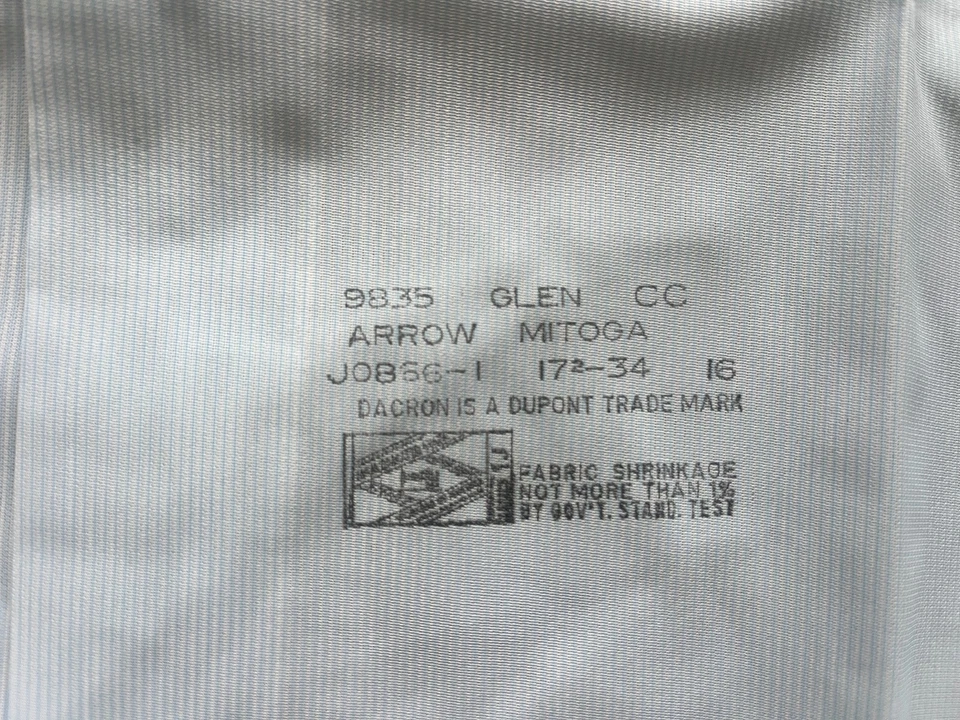 9835 GLEN CC
ARROW MITOGA
J0866-1 17²-34 16
DACRON IS A DUPONT TRADE MARK
FABRIC SHRINKAGE
NOT MORE THAN 1%
BY GOV'T. STAND. TEST